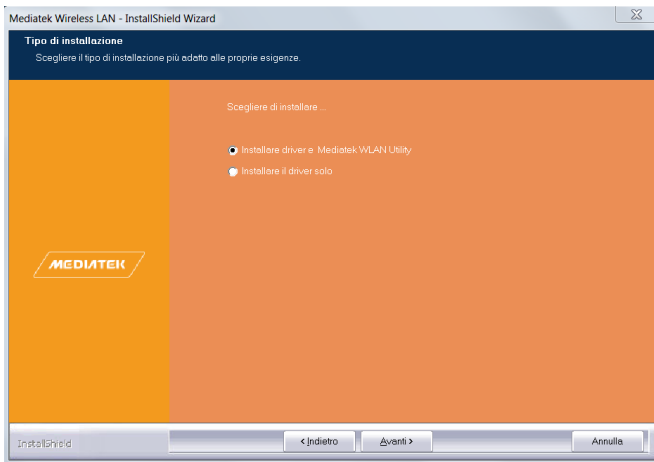 Mediatek Wireless LAN - InstallShield Wizard
Tipo di installazione
Scegliere il tipo di installazione più adatto alle proprie esigenze.
Scegliere di installare ...
Installare driver e Mediatek WLAN Utility
Installare il driver solo
MEDIATEK
InstallShield
< Indietro
Avanti >
Annulla